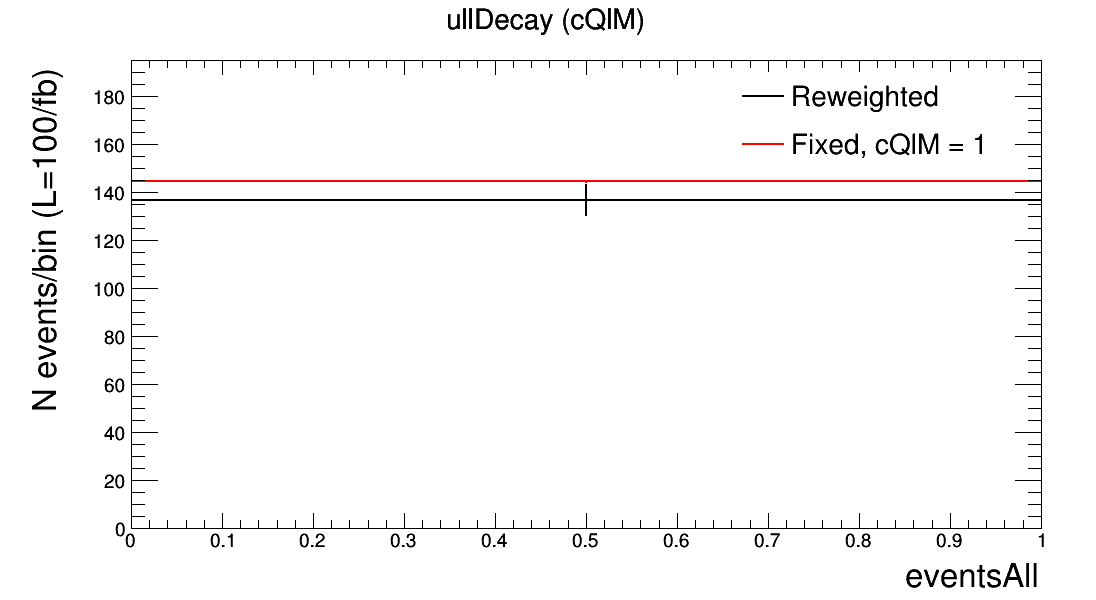 ullDecay (cQlM)
N events/bin (L=100/fb)
180
160
140
120
100
80
60
40
20
0
Reweighted
Fixed, cQlM = 1
0 0.1 0.2 0.3 0.4 0.5 0.6 0.7 0.8 0.9 1
eventsAll